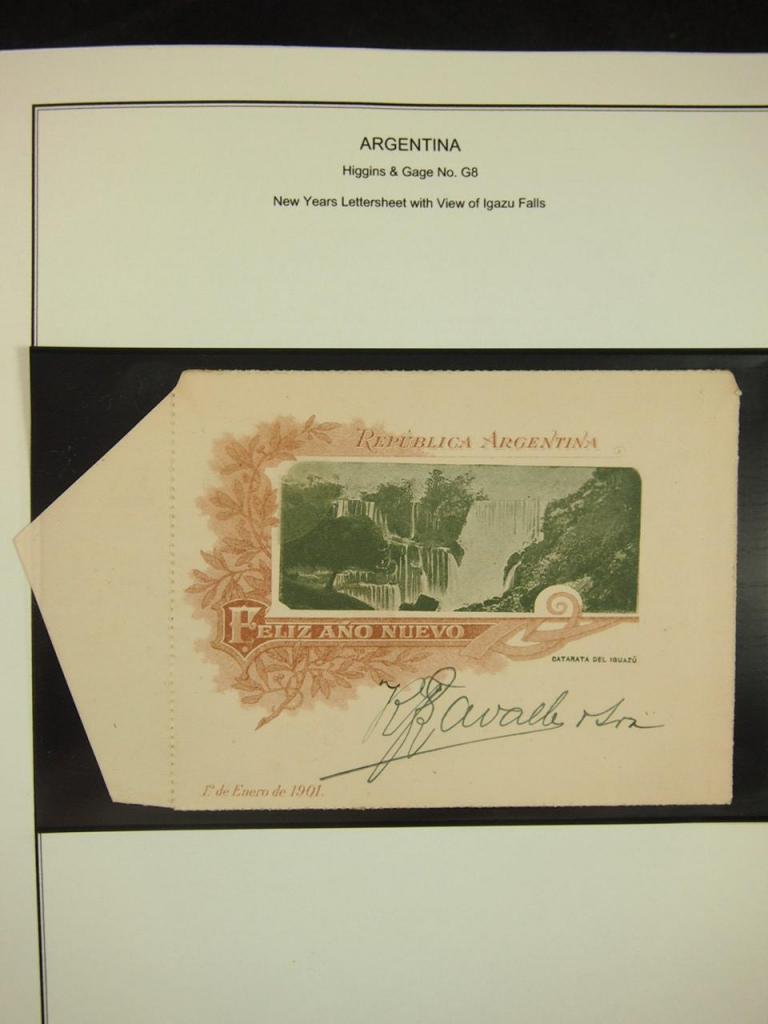 ARGENTINA
Higgins & Gage No. G8
New Years Lettersheet with View of Igazu Falls
REPÚBLICA ARGENTINA
FELIZ AÑO NUEVO
CATARATA DEL IGUAZÚ
1º de Enero de 1901.